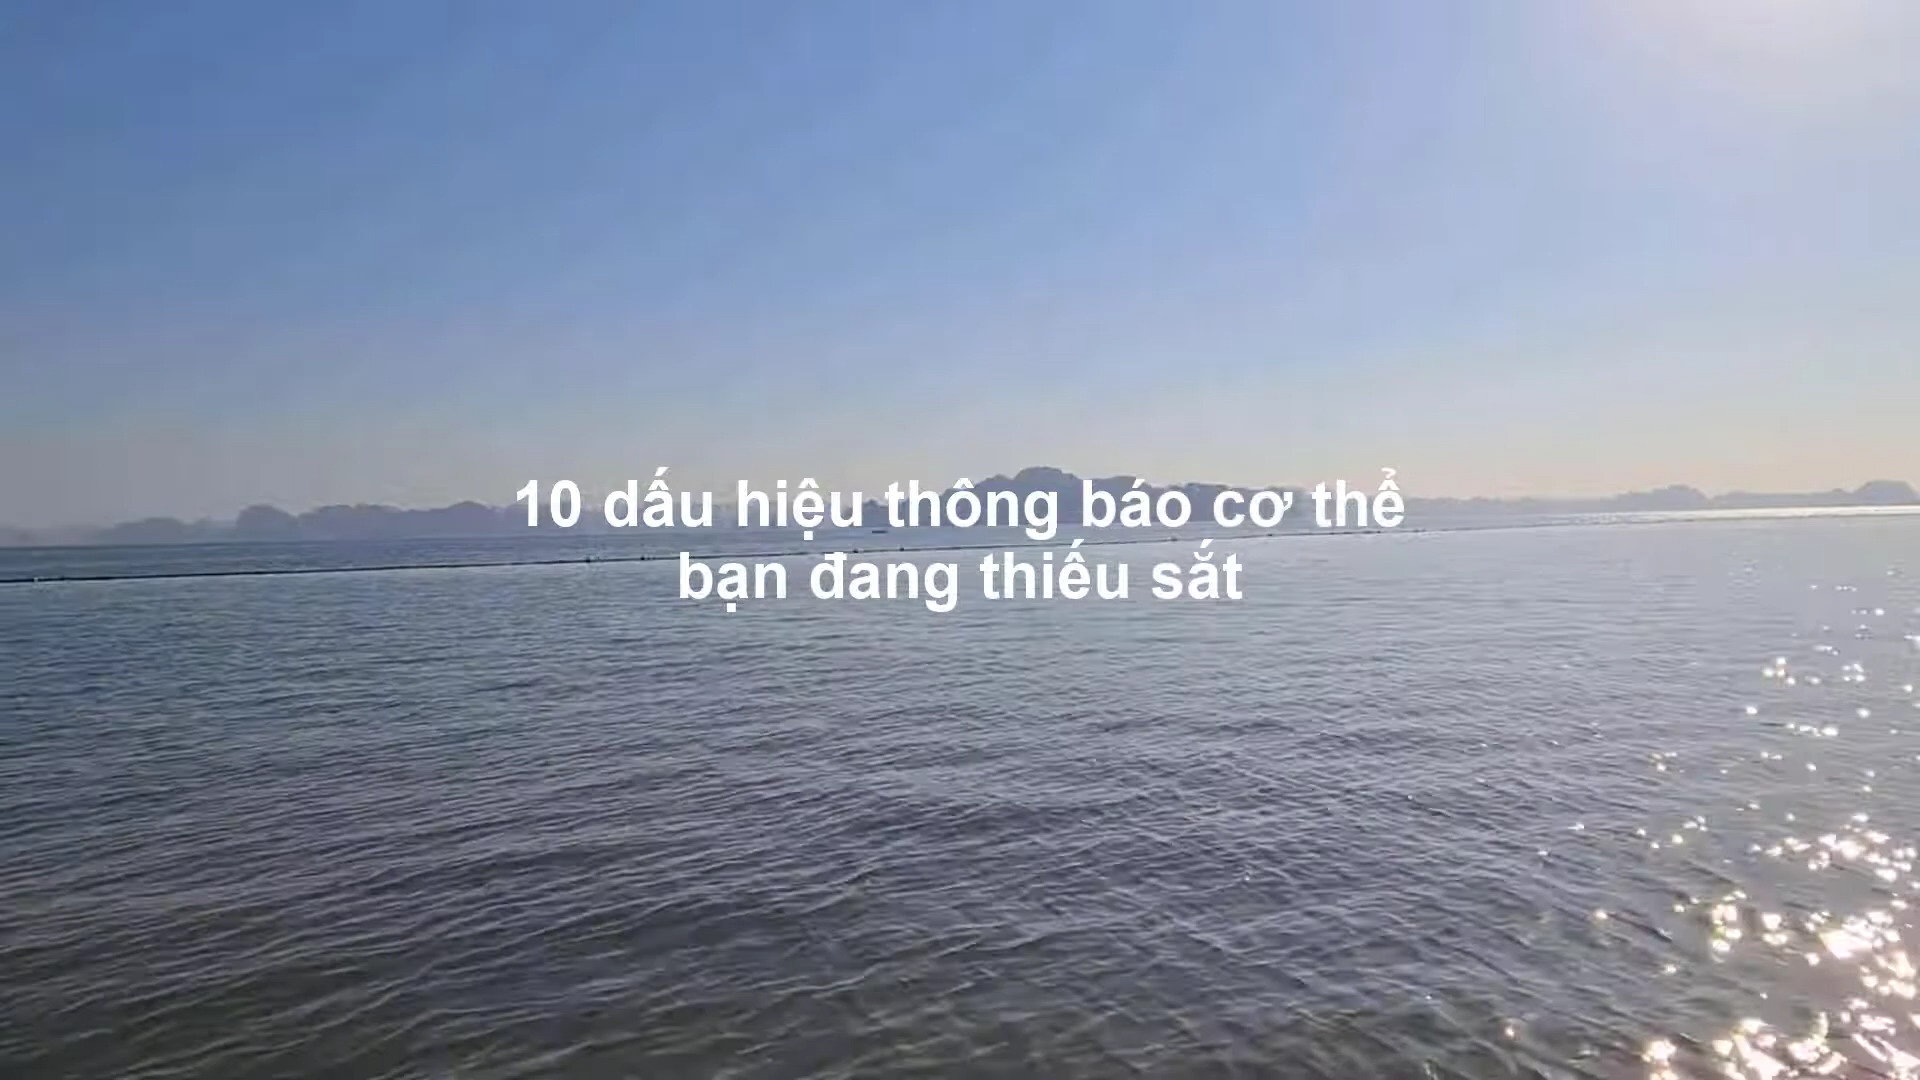 10 dấu hiệu thông báo cơ thể
bạn đang thiếu sắt